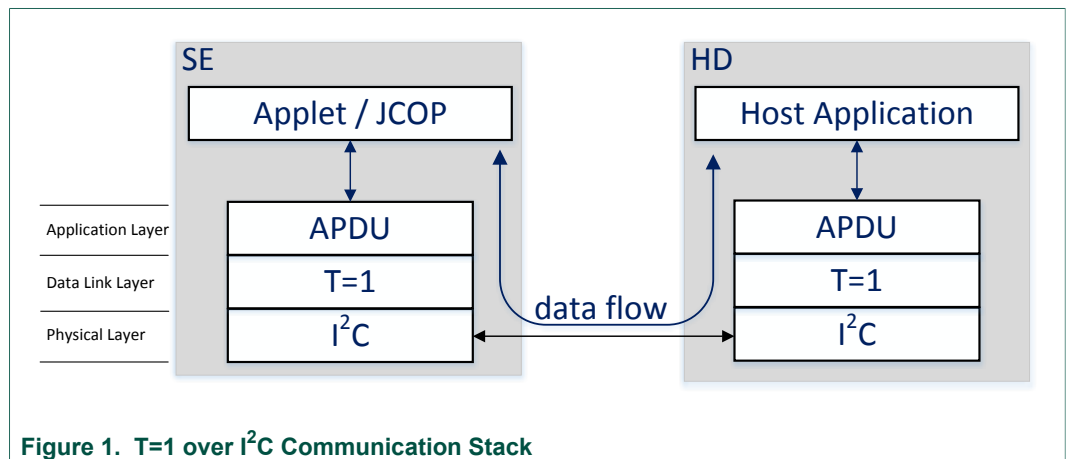 SE
HD
Applet / JCOP
Host Application
Application Layer
APDU
APDU
Data Link Layer
T=1
T=1
data flow
Physical Layer
I²C
I²C
Figure 1. T=1 over I²C Communication Stack